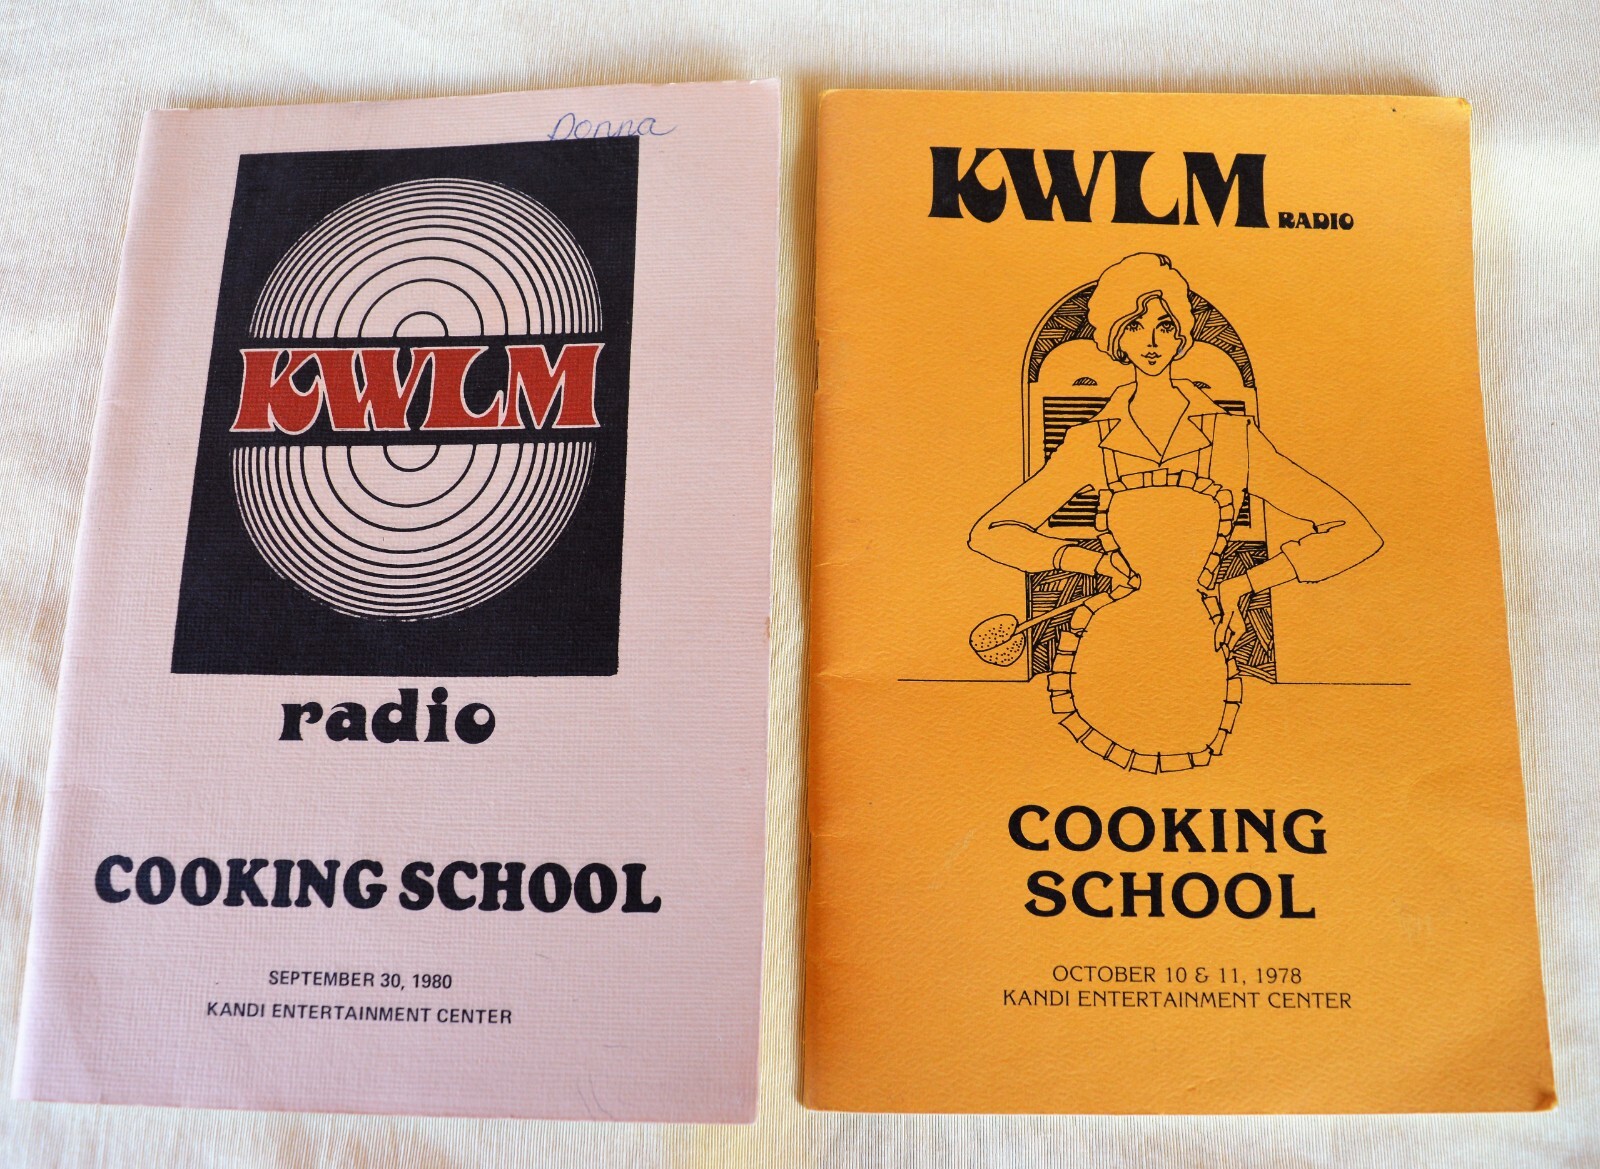 Donna
KWLM
radio
COOKING SCHOOL
SEPTEMBER 30, 1980
KANDI ENTERTAINMENT CENTER
KWLM RADIO
COOKING
SCHOOL
OCTOBER 10 & 11, 1978
KANDI ENTERTAINMENT CENTER